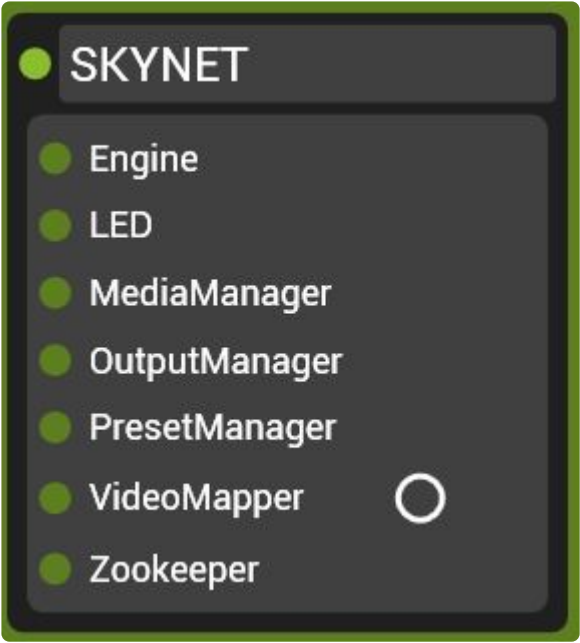 SKYNET
Engine
LED
MediaManager
OutputManager
PresetManager
VideoMapper
Zookeeper